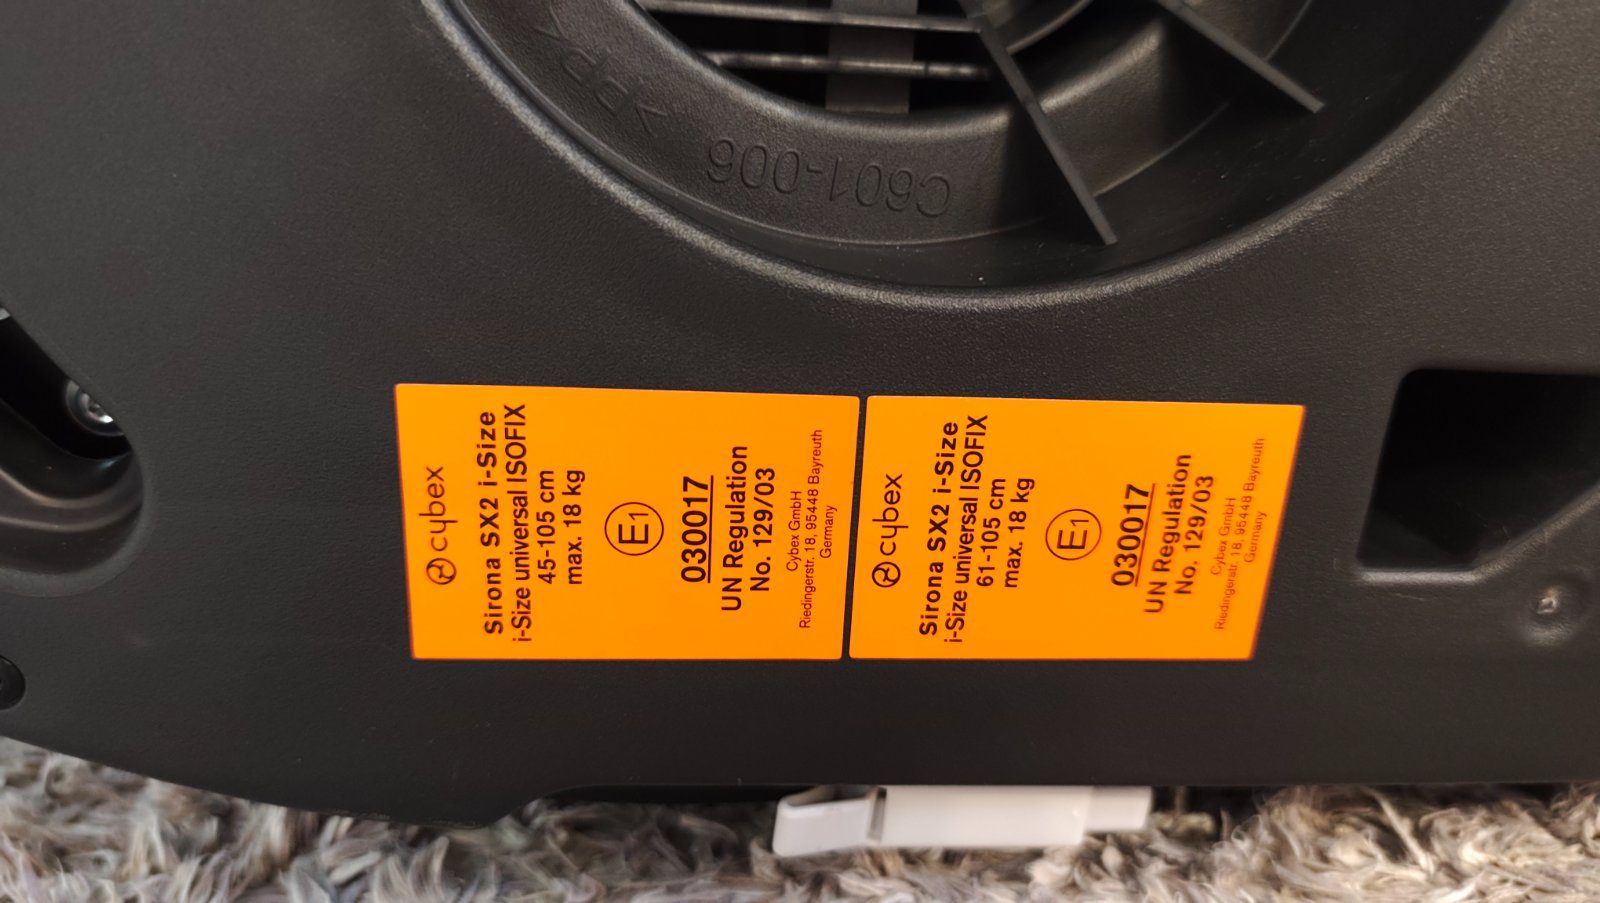 >PP<
C601-006
cybex
Sirona SX2 i-Size
i-Size universal ISOFIX
45-105 cm
max. 18 kg
E1
030017
UN Regulation
No. 129/03
Cybex GmbH
Riedingerstr. 18, 95448 Bayreuth
Germany
cybex
Sirona SX2 i-Size
i-Size universal ISOFIX
61-105 cm
max. 18 kg
E1
030017
UN Regulation
No. 129/03
Cybex GmbH
Riedingerstr. 18, 95448 Bayreuth
Germany